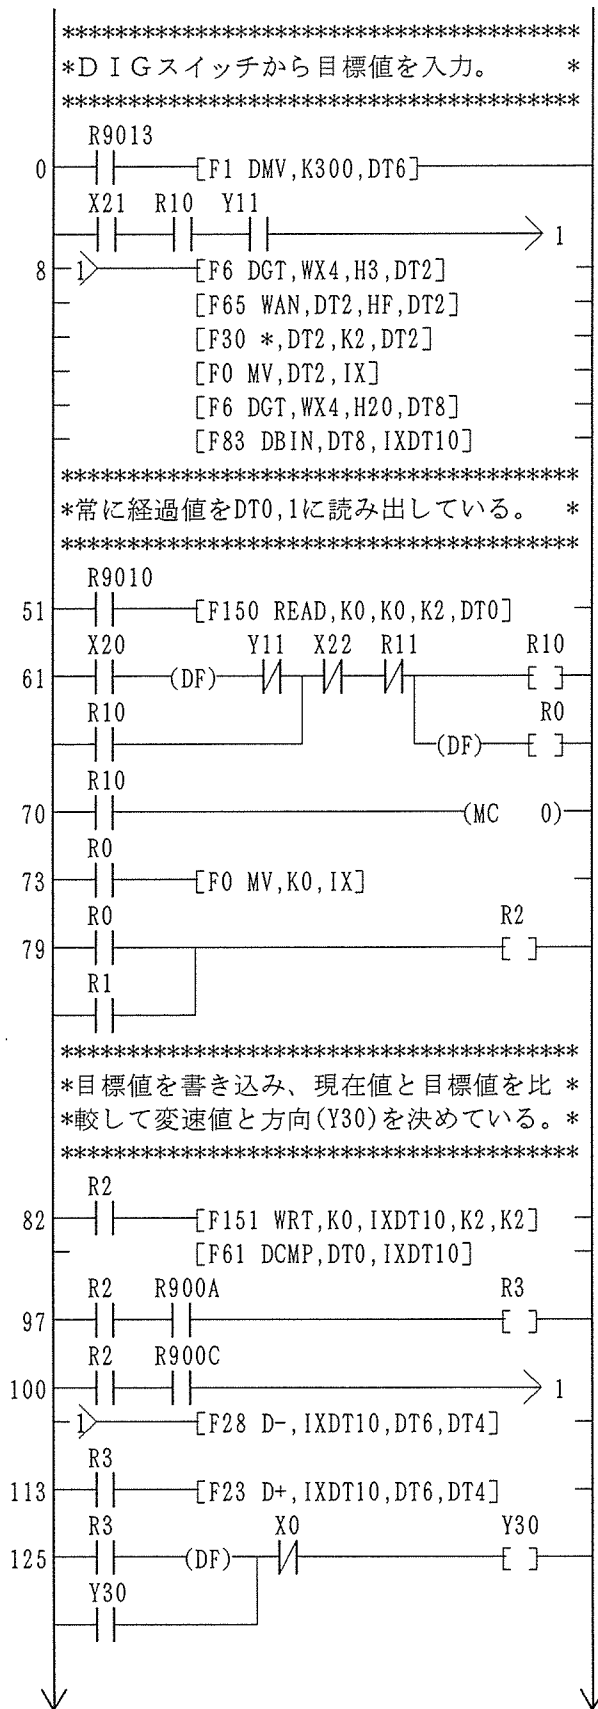 ****************************************
*ＤＩＧスイッチから目標値を入力。 *
****************************************
R9013
0 [F1 DMV,K300,DT6]
X21 R10 Y11
1
8 1 [F6 DGT,WX4,H3,DT2]
[F65 WAN,DT2,HF,DT2]
[F30 *,DT2,K2,DT2]
[F0 MV,DT2,IX]
[F6 DGT,WX4,H20,DT8]
[F83 DBIN,DT8,IXDT10]
****************************************
*常に経過値をDT0,1に読み出している。 *
****************************************
R9010
51 [F150 READ,K0,K0,K2,DT0]
X20 Y11 X22 R11 R10
61 (DF) [ ]
R10 R0
(DF) [ ]
R10
70 (MC 0)
R0
73 [F0 MV,K0,IX]
R0 R2
79 [ ]
R1
****************************************
*目標値を書き込み、現在値と目標値を比 *
*較して変速値と方向(Y30)を決めている。*
****************************************
R2
82 [F151 WRT,K0,IXDT10,K2,K2]
[F61 DCMP,DT0,IXDT10]
R2 R900A R3
97 [ ]
R2 R900C
100 1
1 [F28 D-,IXDT10,DT6,DT4]
R3
113 [F23 D+,IXDT10,DT6,DT4]
R3 X0 Y30
125 (DF) [ ]
Y30